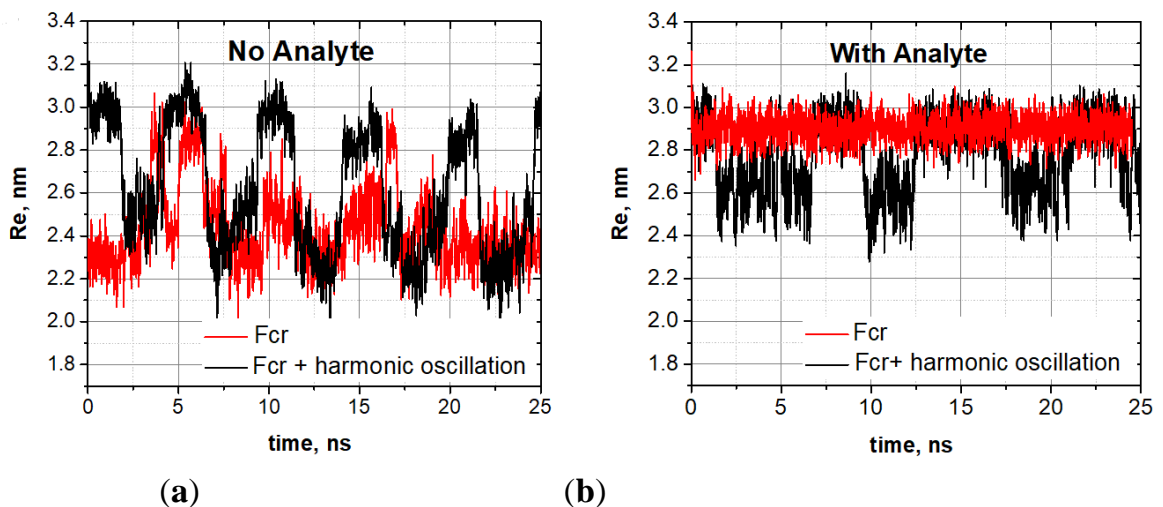 No Analyte
Re, nm
3.4
3.2
3.0
2.8
2.6
2.4
2.2
2.0
1.8
Fcr
Fcr + harmonic oscillation
0 5 10 15 20 25
time, ns
(a)
With Analyte
Re, nm
3.4
3.2
3.0
2.8
2.6
2.4
2.2
2.0
1.8
Fcr
Fcr+ harmonic oscillation
0 5 10 15 20 25
time, ns
(b)